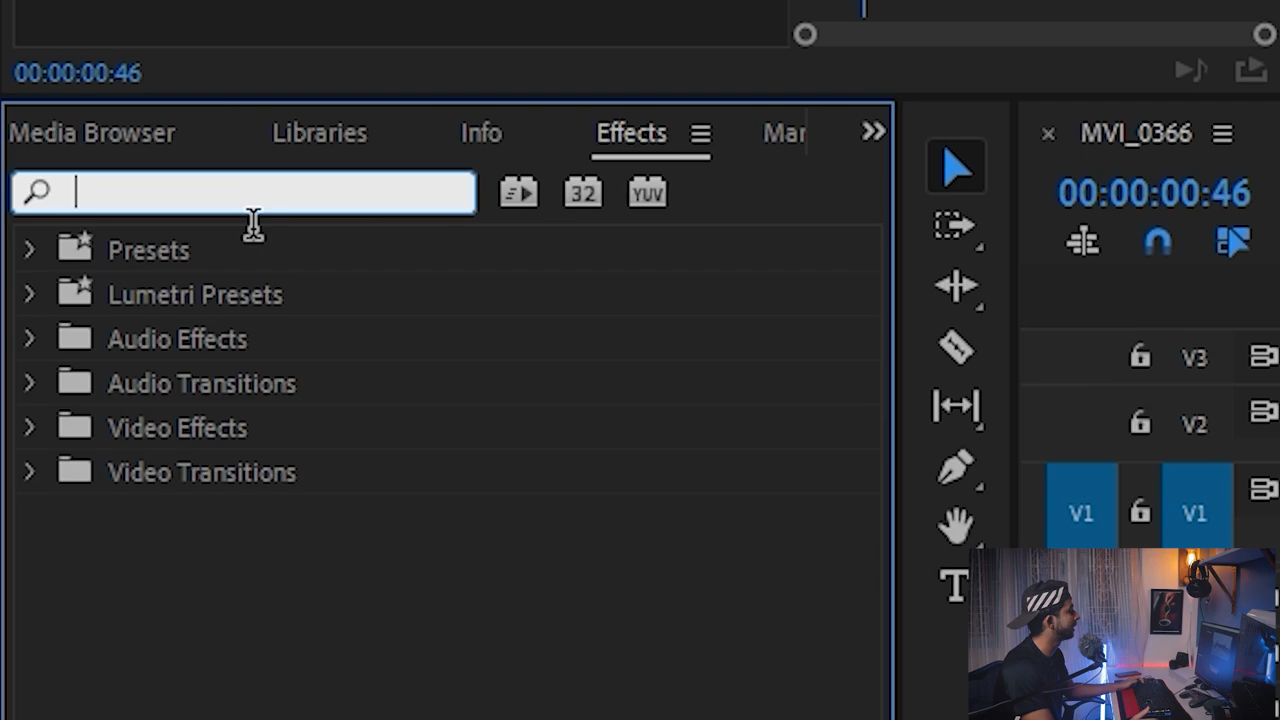 00:00:00:46
Media Browser Libraries Info Effects Mar
MVI_0366
32 YUV
00:00:00:46
Presets
Lumetri Presets
Audio Effects
Audio Transitions
Video Effects
Video Transitions
V3
V2
V1 V1
T